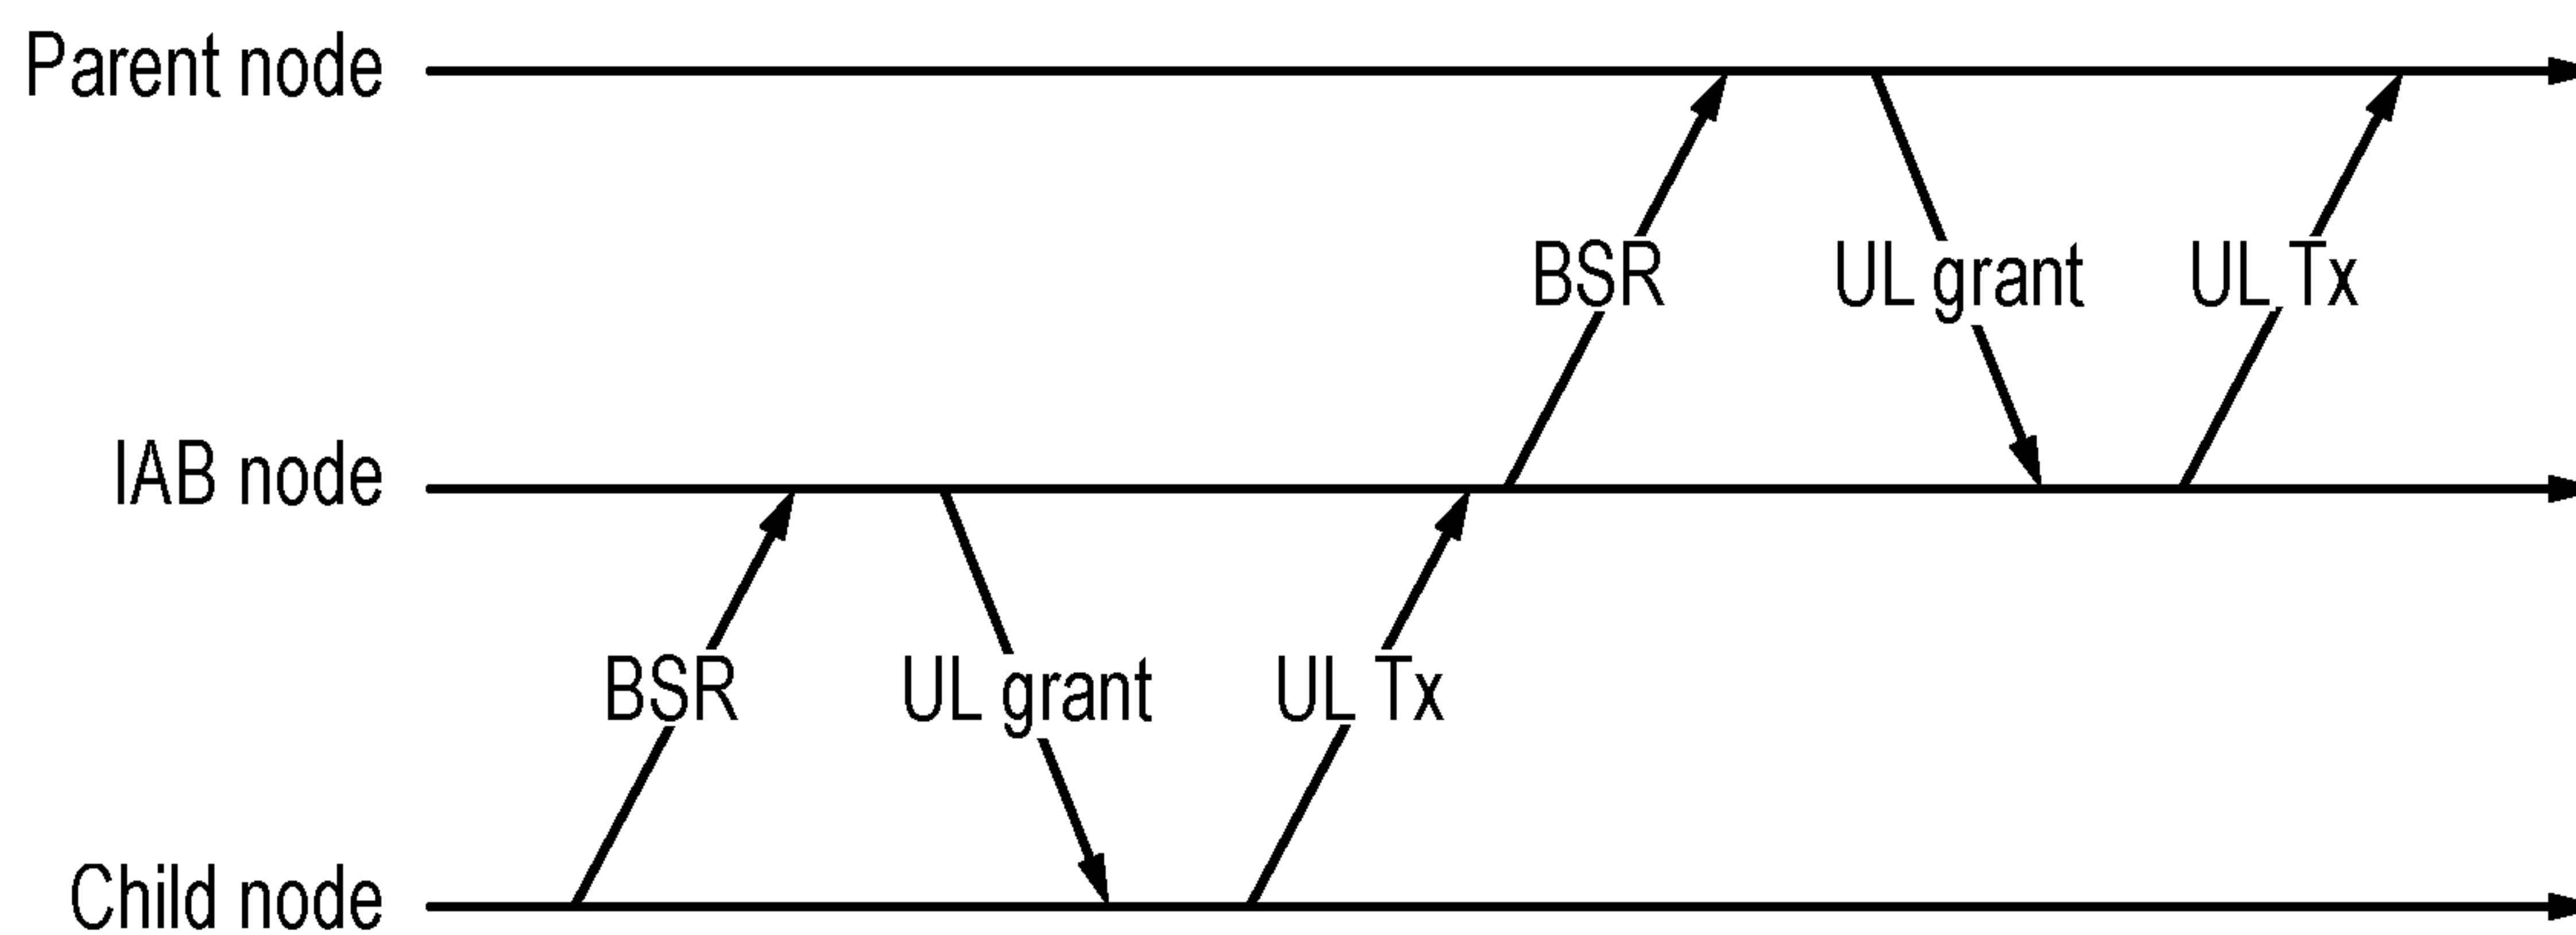 Parent node
BSR UL grant UL Tx
IAB node
BSR UL grant UL Tx
Child node